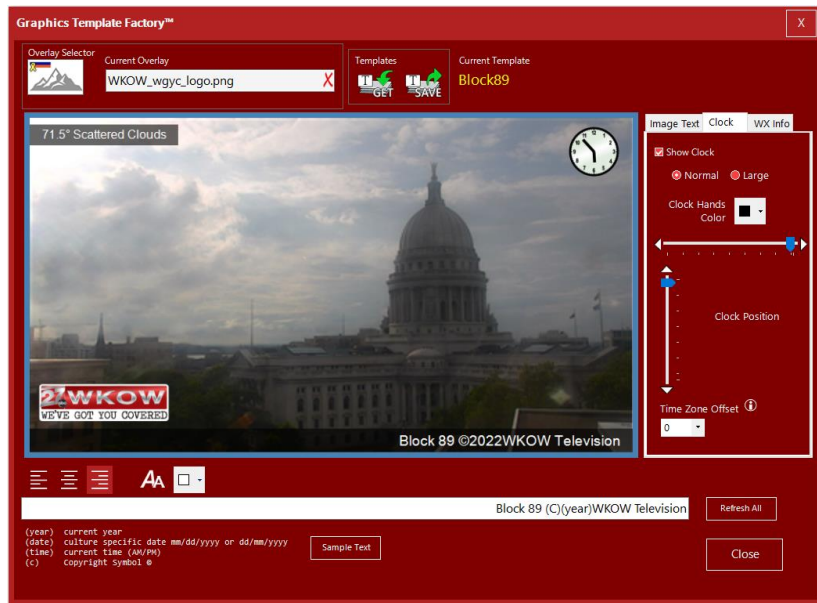 Graphics Template Factory™
X
Overlay Selector
Current Overlay
WKOW_wgyc_logo.png
X
Templates
GET
SAVE
Current Template
Block89
71.5° Scattered Clouds
27 WKOW
WE'VE GOT YOU COVERED
Block 89 ©2022WKOW Television
Image Text
Clock
WX Info
Show Clock
Normal
Large
Clock Hands
Color
Clock Position
Time Zone Offset
0
AA
Block 89 (C)(year)WKOW Television
Refresh All
(year) current year
(date) culture specific date mm/dd/yyyy or dd/mm/yyyy
(time) current time (AM/PM)
(c) Copyright Symbol ©
Sample Text
Close